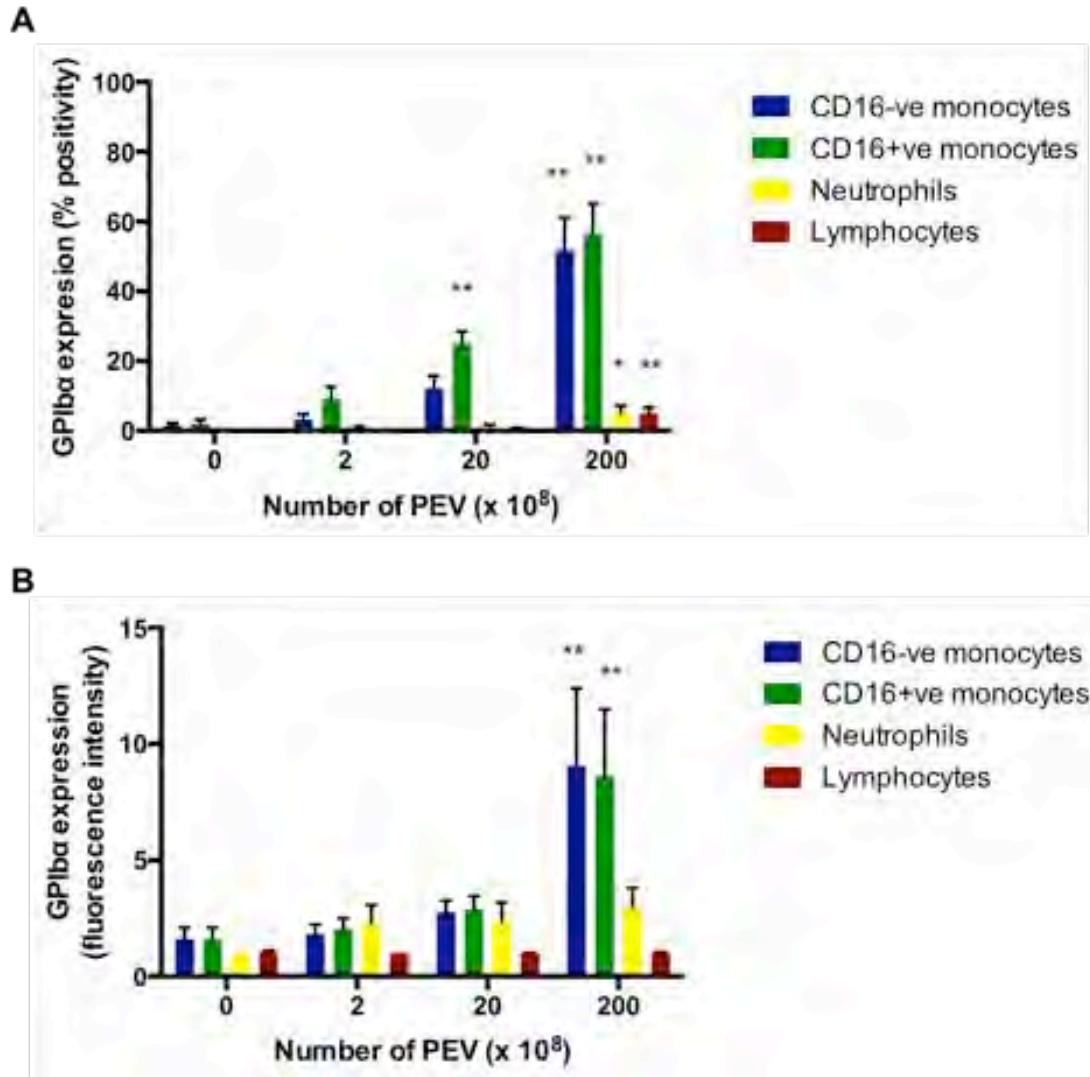 A
GPIbα expresion (% positivity)
100
80
60
40
20
0
** **
**
* **
0 2 20 200
Number of PEV (x 10⁸)
CD16-ve monocytes
CD16+ve monocytes
Neutrophils
Lymphocytes
B
GPIbα expression
(fluorescence intensity)
15
10
5
0
**
**
0 2 20 200
Number of PEV (x 10⁸)
CD16-ve monocytes
CD16+ve monocytes
Neutrophils
Lymphocytes